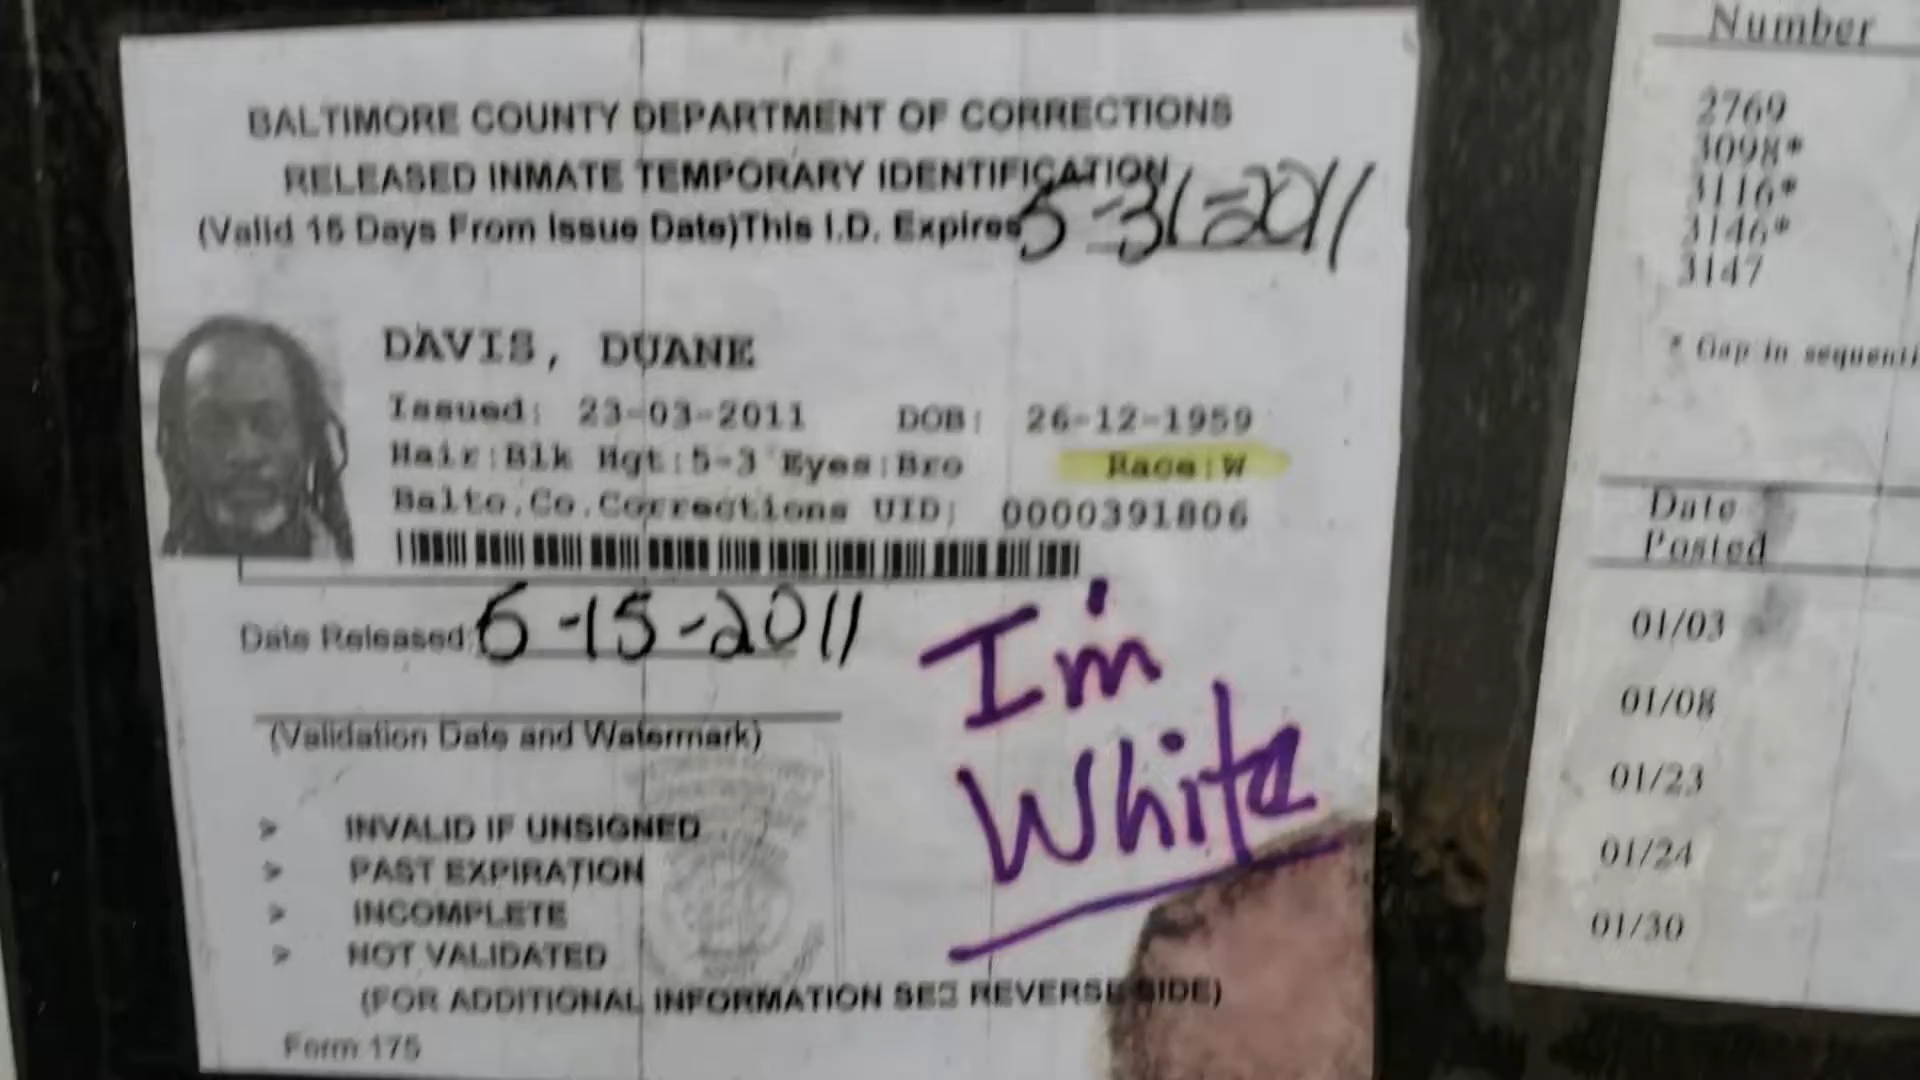 BALTIMORE COUNTY DEPARTMENT OF CORRECTIONS
RELEASED INMATE TEMPORARY IDENTIFICATION
(Valid 15 Days From Issue Date)This I.D. Expires 5-31-2011
DAVIS, DUANE
Issued: 23-03-2011 DOB: 26-12-1959
Hair:Blk Hgt:5-3 Eyes:Bro Race:W
Balto.Co.Corrections UID: 0000391806
Date Released: 5-15-2011
I'm
White
(Validation Date and Watermark)
> INVALID IF UNSIGNED
> PAST EXPIRATION
> INCOMPLETE
> NOT VALIDATED
(FOR ADDITIONAL INFORMATION SEE REVERSE SIDE)
Form 175
Number
2769
3098*
3116*
3146*
3147
* Gap in
Date
Posted
01/03
01/08
01/23
01/24
01/30